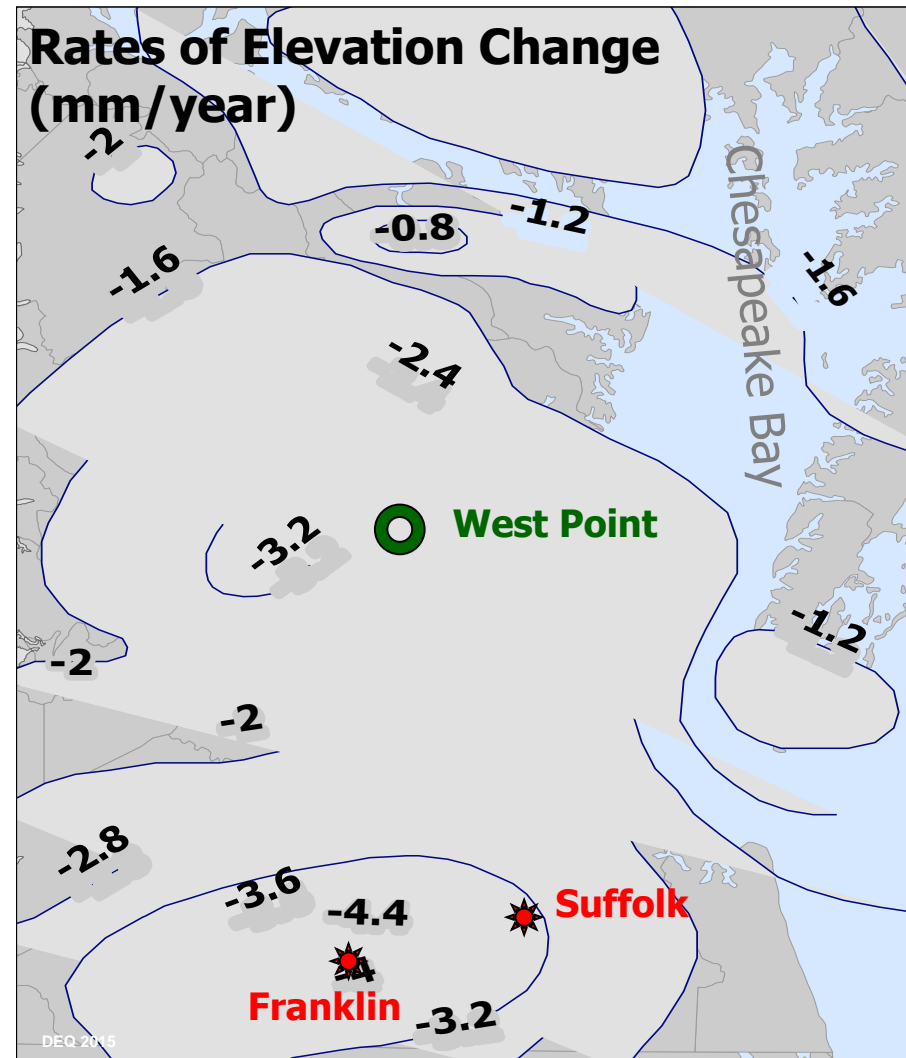 Rates of Elevation Change
(mm/year)
-2
-0.8
-1.2
-1.6
-1.6
-2.4
Chesapeake Bay
West Point
-3.2
-1.2
-2
-2
-2.8
-3.6
-4.4
Suffolk
-4
Franklin
-3.2
DEQ 2015